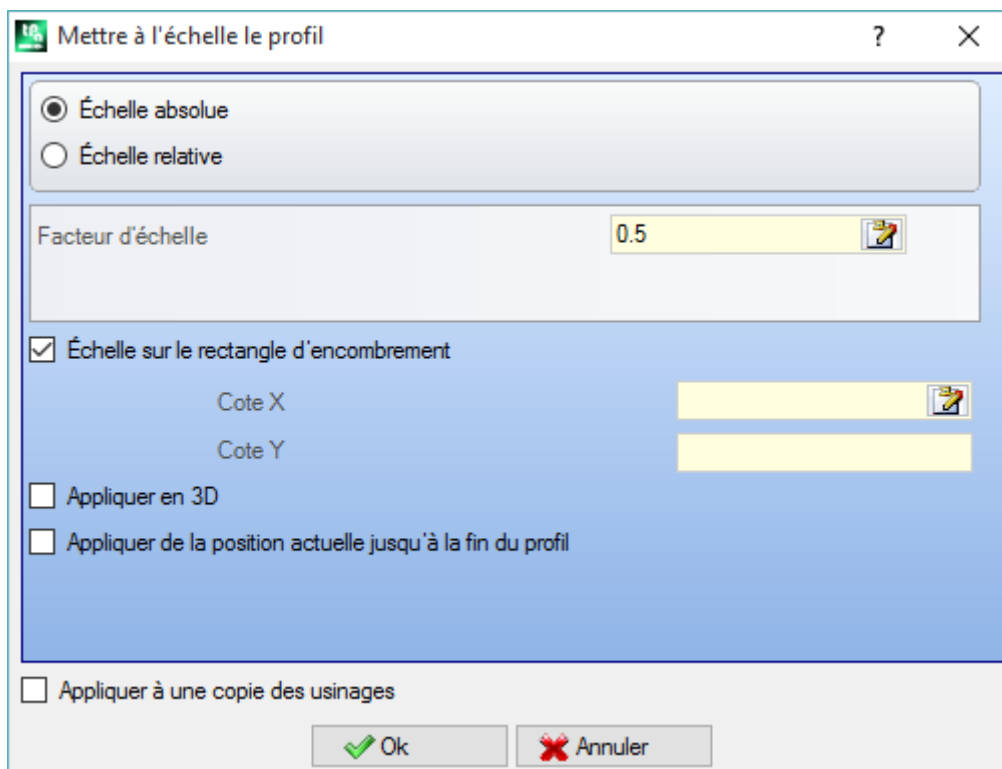 Mettre à l'échelle le profil ?
Échelle absolue
Échelle relative
Facteur d'échelle 0.5
Échelle sur le rectangle d'encombrement
Cote X
Cote Y
Appliquer en 3D
Appliquer de la position actuelle jusqu'à la fin du profil
Appliquer à une copie des usinages
Ok Annuler